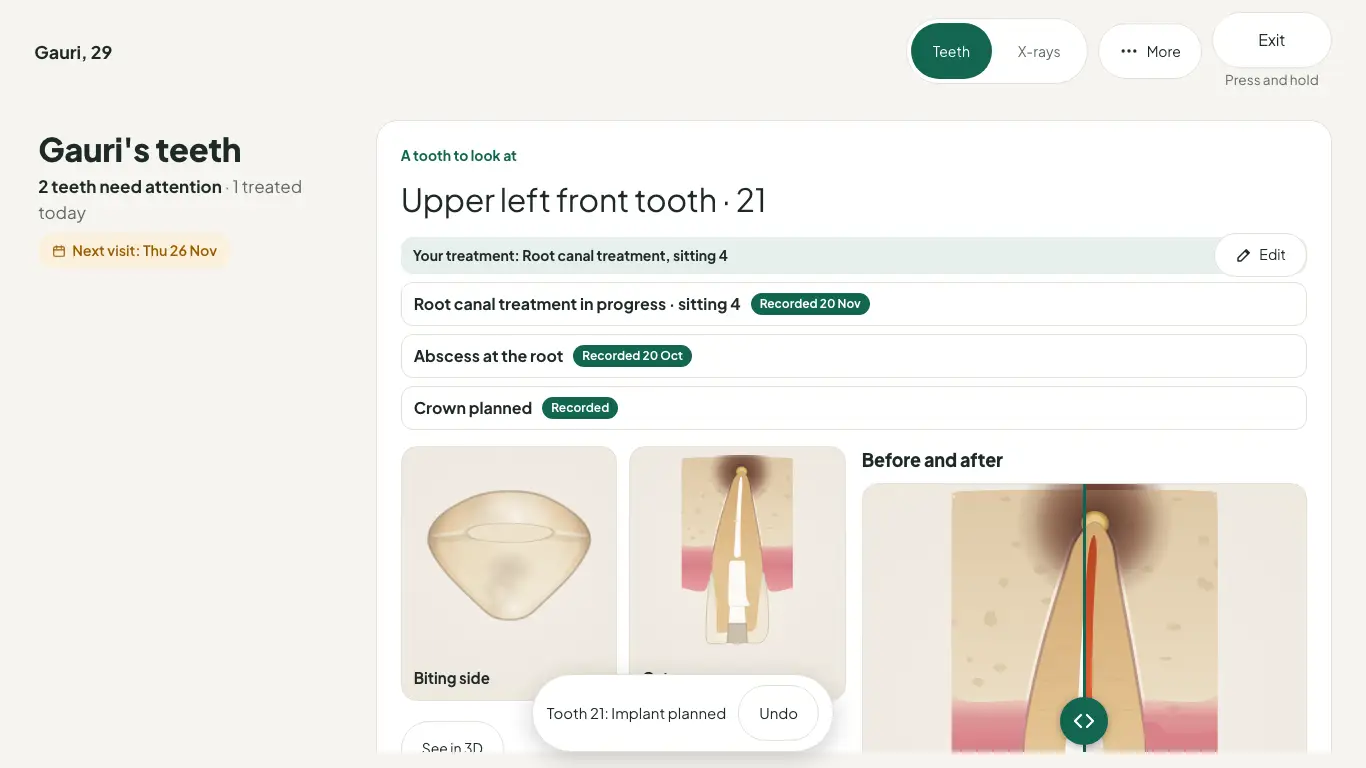 Gauri, 29
Teeth
X-rays
More
Exit
Press and hold
Gauri's teeth
2 teeth need attention · 1 treated
today
Next visit: Thu 26 Nov
A tooth to look at
Upper left front tooth · 21
Your treatment: Root canal treatment, sitting 4
Edit
Root canal treatment in progress · sitting 4
Recorded 20 Nov
Abscess at the root
Recorded 20 Oct
Crown planned
Recorded
Before and after
Biting side
See in 3D
Tooth 21: Implant planned
Undo